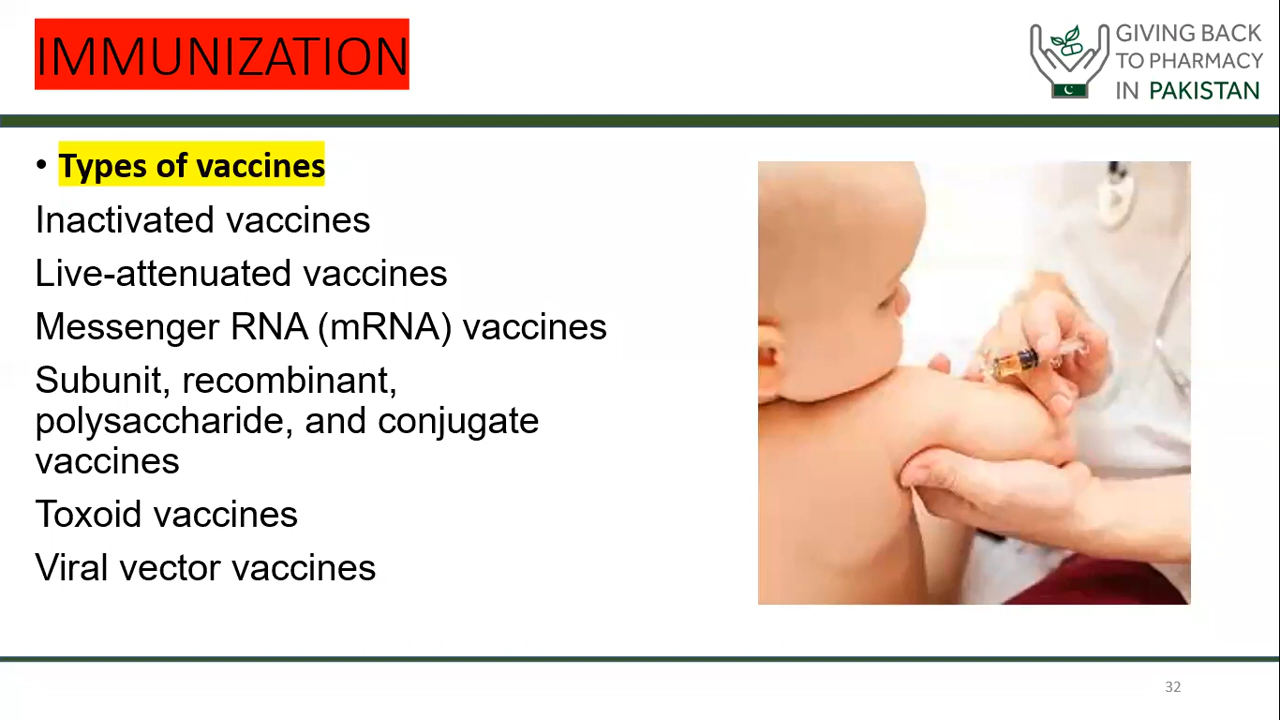 IMMUNIZATION
GIVING BACK
TO PHARMACY
IN PAKISTAN
• Types of vaccines
Inactivated vaccines
Live-attenuated vaccines
Messenger RNA (mRNA) vaccines
Subunit, recombinant,
polysaccharide, and conjugate
vaccines
Toxoid vaccines
Viral vector vaccines
32